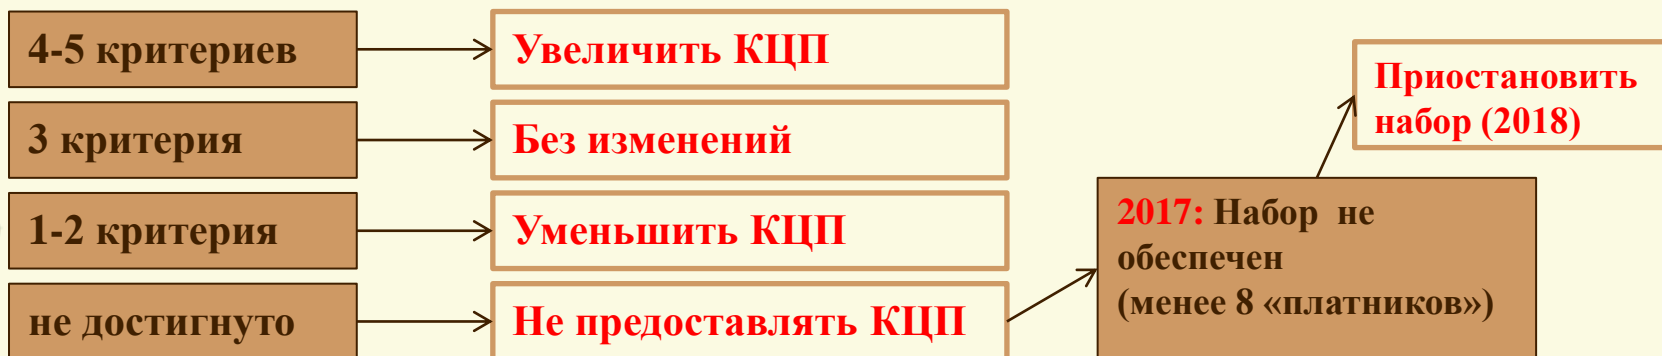 4-5 критериев
Увеличить КЦП
3 критерия
Без изменений
1-2 критерия
Уменьшить КЦП
не достигнуто
Не предоставлять КЦП
2017: Набор не
обеспечен
(менее 8 «платников»)
Приостановить
набор (2018)